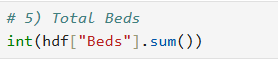 # 5) Total Beds
int(hdf["Beds"].sum())